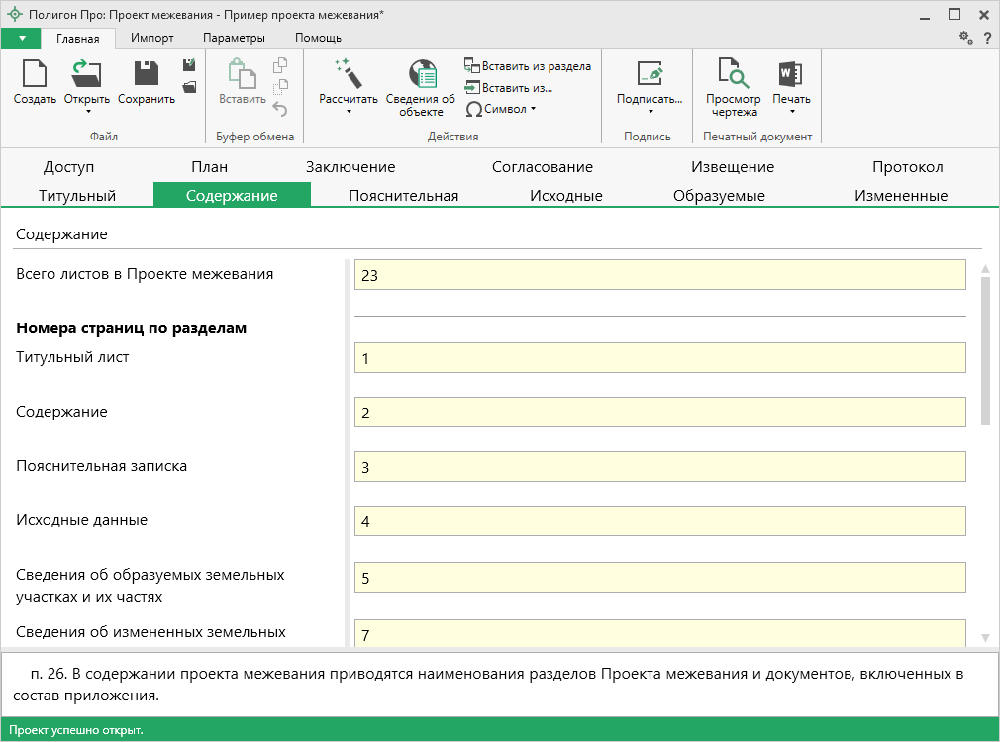 Полигон Про: Проект межевания - Пример проекта межевания*
Главная Импорт Параметры Помощь
?
Создать Открыть Сохранить
Файл
Вставить
Буфер обмена
Рассчитать Сведения об объекте
Вставить из раздела
Вставить из...
Символ
Действия
Подписать...
Подпись
Просмотр чертежа Печать
Печатный документ
Доступ План Заключение Согласование Извещение Протокол
Титульный Содержание Пояснительная Исходные Образуемые Измененные
Содержание
Всего листов в Проекте межевания 23
Номера страниц по разделам
Титульный лист 1
Содержание 2
Пояснительная записка 3
Исходные данные 4
Сведения об образуемых земельных 5
участках и их частях
Сведения об измененных земельных 7
п. 26. В содержании проекта межевания приводятся наименования разделов Проекта межевания и документов, включенных в
состав приложения.
Проект успешно открыт.